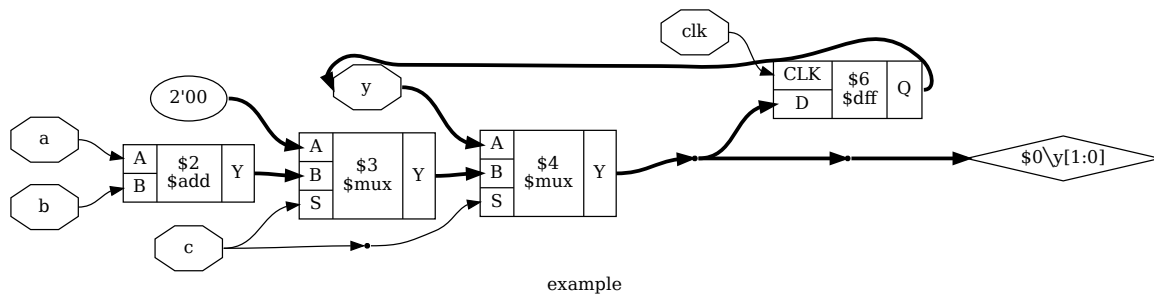 clk
CLK
D
$6
$dff
Q
y
2'00
a
b
A
B
$2
$add
Y
A
B
S
$3
$mux
Y
A
B
S
$4
$mux
Y
$0\y[1:0]
c
example